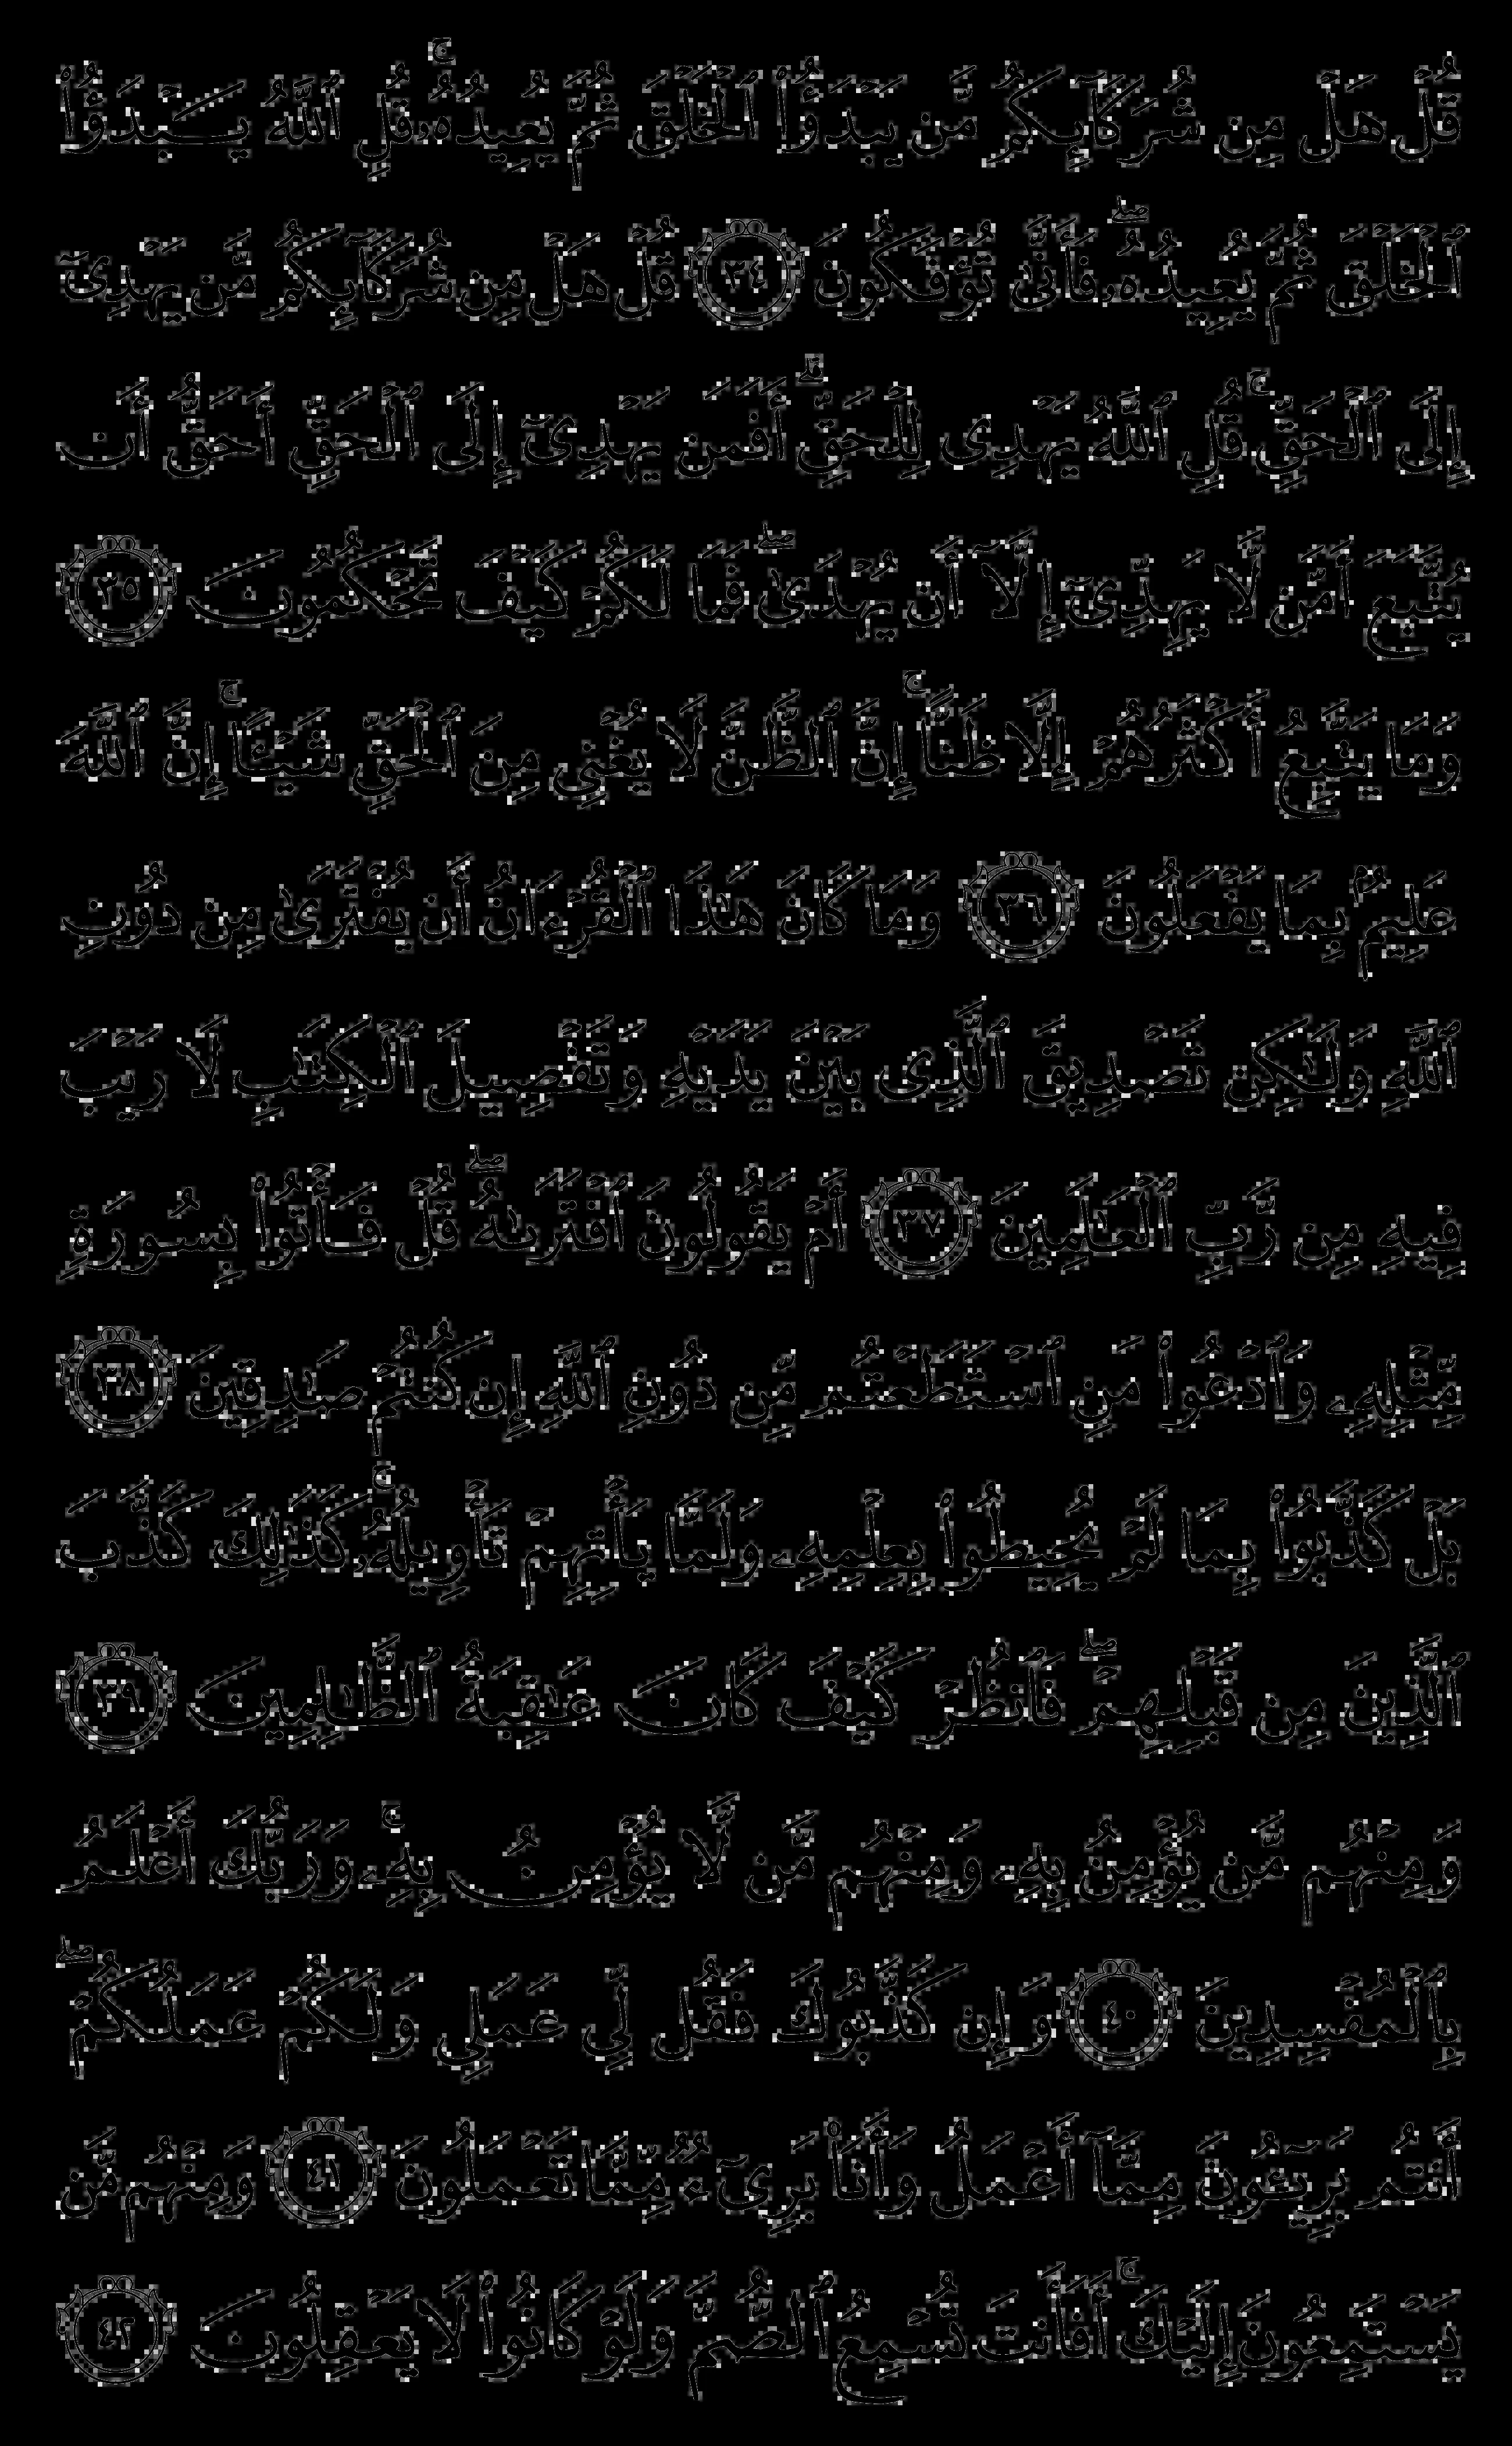 قُلْ هَلْ مِن شُرَكَآئِكُم مَّن يَبْدَؤُا۟ ٱلْخَلْقَ ثُمَّ يُعِيدُهُۥ ۚ قُلِ ٱللَّهُ يَبْدَؤُا۟
ٱلْخَلْقَ ثُمَّ يُعِيدُهُۥ ۖ فَأَنَّىٰ تُؤْفَكُونَ ٣٤ قُلْ هَلْ مِن شُرَكَآئِكُم مَّن يَهْدِىٓ
إِلَى ٱلْحَقِّ ۚ قُلِ ٱللَّهُ يَهْدِى لِلْحَقِّ ۗ أَفَمَن يَهْدِىٓ إِلَى ٱلْحَقِّ أَحَقُّ أَن
يُتَّبَعَ أَمَّن لَّا يَهِدِّىٓ إِلَّآ أَن يُهْدَىٰ ۖ فَمَا لَكُمْ كَيْفَ تَحْكُمُونَ ٣٥
وَمَا يَتَّبِعُ أَكْثَرُهُمْ إِلَّا ظَنًّا ۚ إِنَّ ٱلظَّنَّ لَا يُغْنِى مِنَ ٱلْحَقِّ شَيْـًٔا ۚ إِنَّ ٱللَّهَ
عَلِيمٌۢ بِمَا يَفْعَلُونَ ٣٦ وَمَا كَانَ هَـٰذَا ٱلْقُرْءَانُ أَن يُفْتَرَىٰ مِن دُونِ
ٱللَّهِ وَلَـٰكِن تَصْدِيقَ ٱلَّذِى بَيْنَ يَدَيْهِ وَتَفْصِيلَ ٱلْكِتَـٰبِ لَا رَيْبَ
فِيهِ مِن رَّبِّ ٱلْعَـٰلَمِينَ ٣٧ أَمْ يَقُولُونَ ٱفْتَرَىٰهُ ۖ قُلْ فَأْتُوا۟ بِسُورَةٍ
مِّثْلِهِۦ وَٱدْعُوا۟ مَنِ ٱسْتَطَعْتُم مِّن دُونِ ٱللَّهِ إِن كُنتُمْ صَـٰدِقِينَ ٣٨
بَلْ كَذَّبُوا۟ بِمَا لَمْ يُحِيطُوا۟ بِعِلْمِهِۦ وَلَمَّا يَأْتِهِمْ تَأْوِيلُهُۥ ۚ كَذَٰلِكَ كَذَّبَ
ٱلَّذِينَ مِن قَبْلِهِمْ ۖ فَٱنظُرْ كَيْفَ كَانَ عَـٰقِبَةُ ٱلظَّـٰلِمِينَ ٣٩
وَمِنْهُم مَّن يُؤْمِنُ بِهِۦ وَمِنْهُم مَّن لَّا يُؤْمِنُ بِهِۦ ۚ وَرَبُّكَ أَعْلَمُ
بِٱلْمُفْسِدِينَ ٤٠ وَإِن كَذَّبُوكَ فَقُل لِّى عَمَلِى وَلَكُمْ عَمَلُكُمْ ۖ
أَنتُم بَرِيٓـُٔونَ مِمَّآ أَعْمَلُ وَأَنَا۠ بَرِىٓءٌ مِّمَّا تَعْمَلُونَ ٤١ وَمِنْهُم مَّن
يَسْتَمِعُونَ إِلَيْكَ ۚ أَفَأَنتَ تُسْمِعُ ٱلصُّمَّ وَلَوْ كَانُوا۟ لَا يَعْقِلُونَ ٤٢